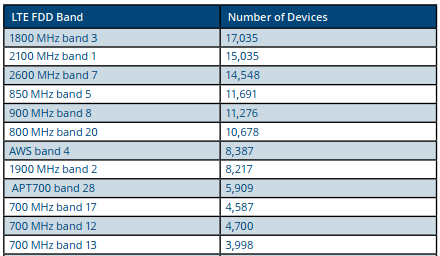 LTE FDD Band Number of Devices
1800 MHz band 3 17,035
2100 MHz band 1 15,035
2600 MHz band 7 14,548
850 MHz band 5 11,691
900 MHz band 8 11,276
800 MHz band 20 10,678
AWS band 4 8,387
1900 MHz band 2 8,217
APT700 band 28 5,909
700 MHz band 17 4,587
700 MHz band 12 4,700
700 MHz band 13 3,998